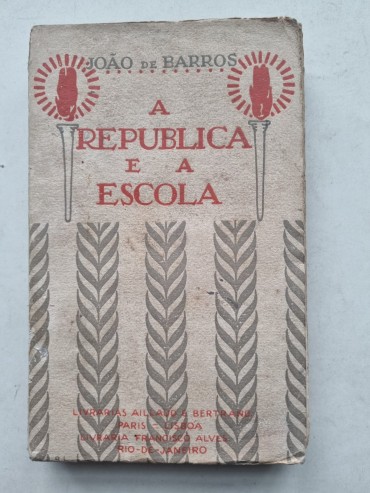 JOÃO DE BARROS
A
REPUBLICA
E A
ESCOLA
LIVRARIAS AILLAUD & BERTRAND
PARIS – LISBOA
LIVRARIA FRANCISCO ALVES
RIO-DE-JANEIRO